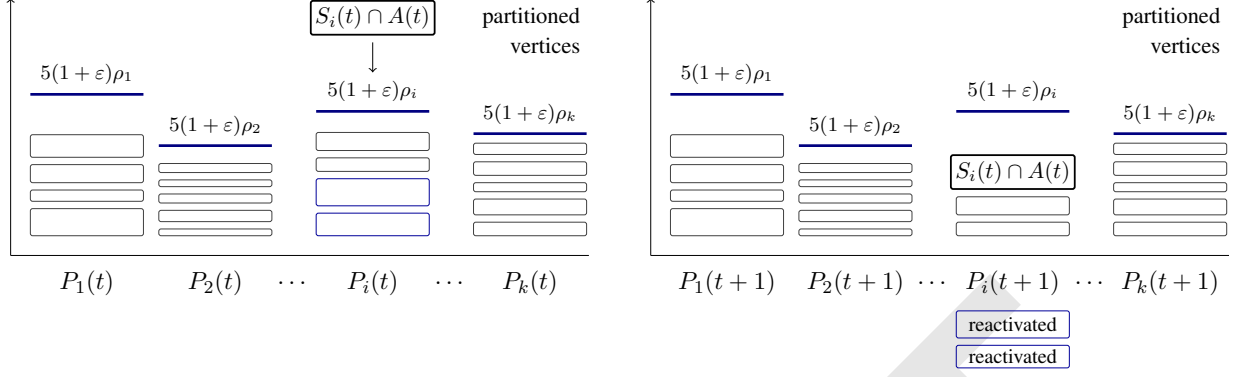 S_i(t) ∩ A(t)
partitioned
vertices
5(1 + ε)ρ_1
5(1 + ε)ρ_2
5(1 + ε)ρ_i
5(1 + ε)ρ_k
P_1(t) P_2(t) ⋯ P_i(t) ⋯ P_k(t)
partitioned
vertices
5(1 + ε)ρ_1
5(1 + ε)ρ_2
5(1 + ε)ρ_i
5(1 + ε)ρ_k
S_i(t) ∩ A(t)
P_1(t + 1) P_2(t + 1) ⋯ P_i(t + 1) ⋯ P_k(t + 1)
reactivated
reactivated